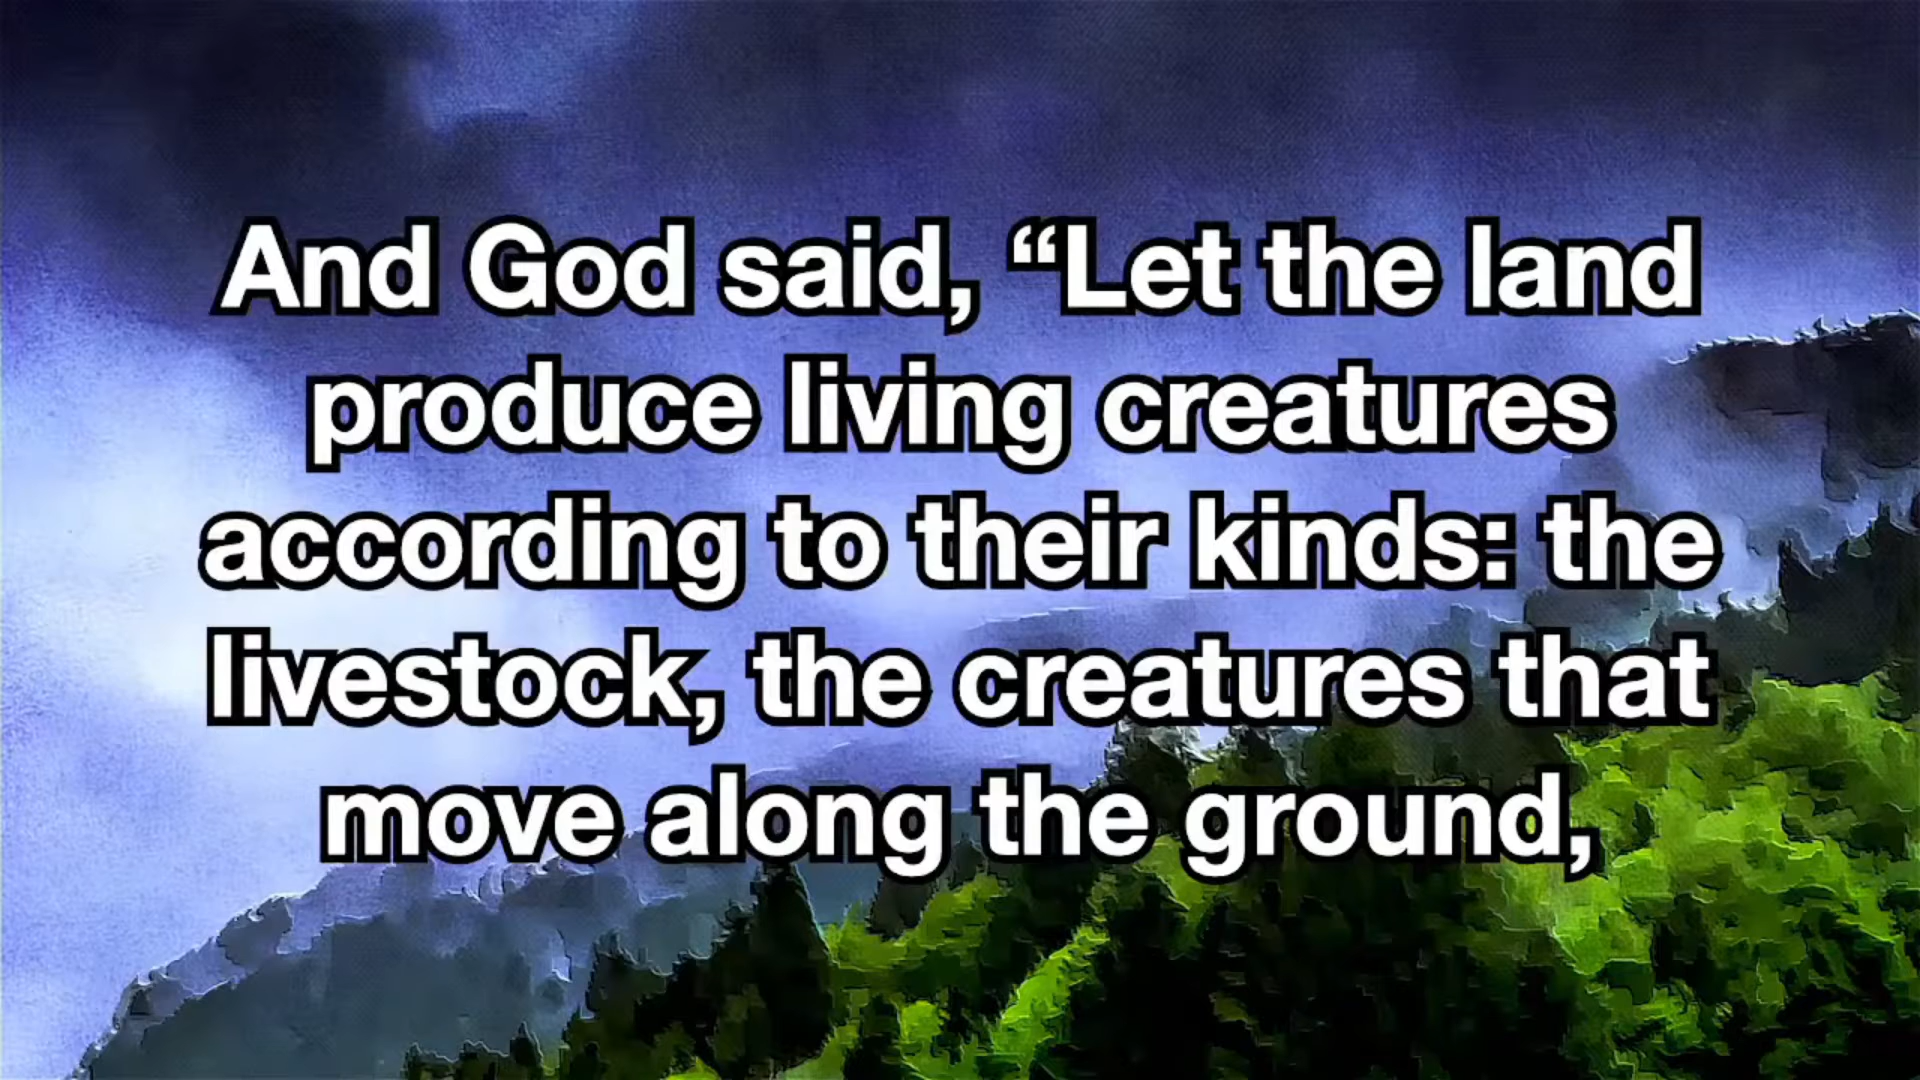 And God said, “Let the land
produce living creatures
according to their kinds: the
livestock, the creatures that
move along the ground,